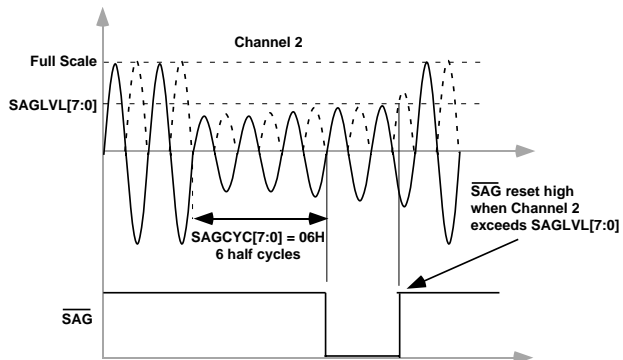 Channel 2
Full Scale
SAGLVL[7:0]
SAGCYC[7:0] = 06H
6 half cycles
SAG reset high
when Channel 2
exceeds SAGLVL[7:0]
SAG